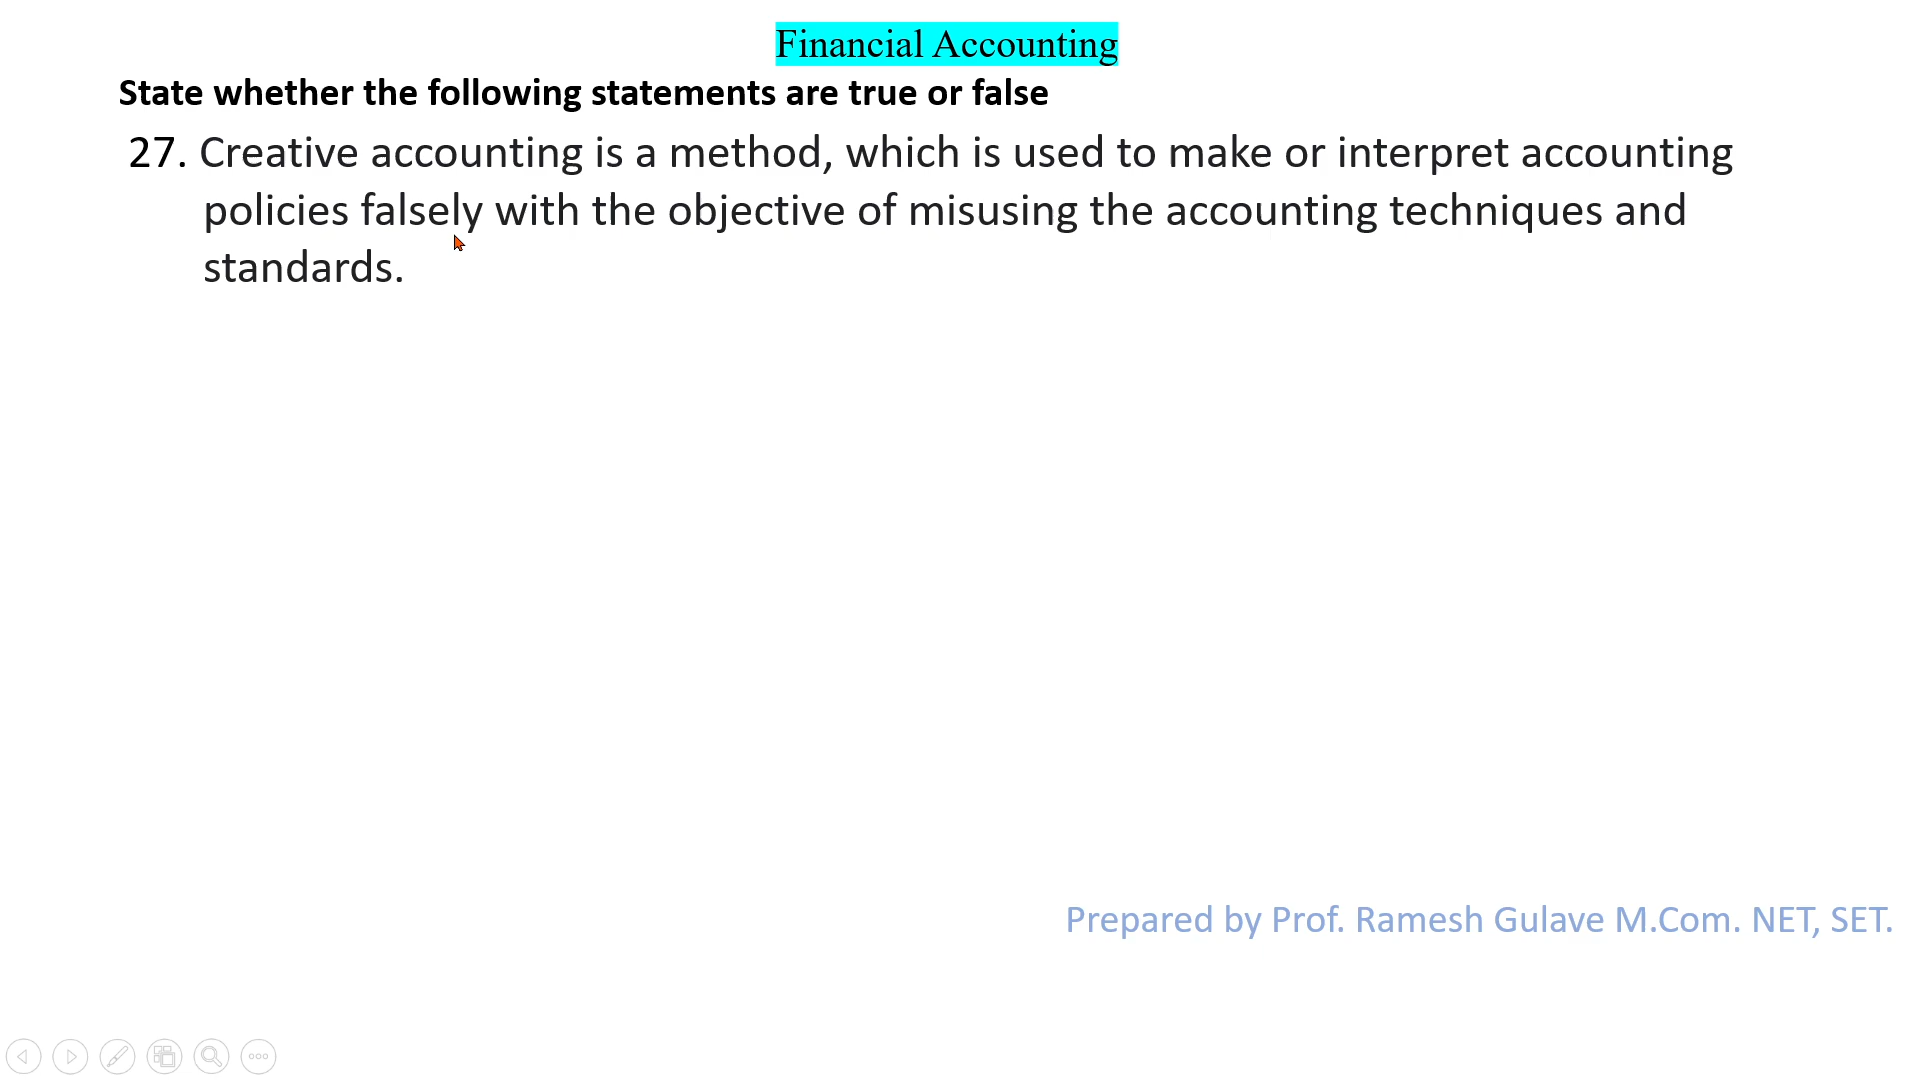 Financial Accounting
State whether the following statements are true or false
27. Creative accounting is a method, which is used to make or interpret accounting
policies falsely with the objective of misusing the accounting techniques and
standards.
Prepared by Prof. Ramesh Gulave M.Com. NET, SET.